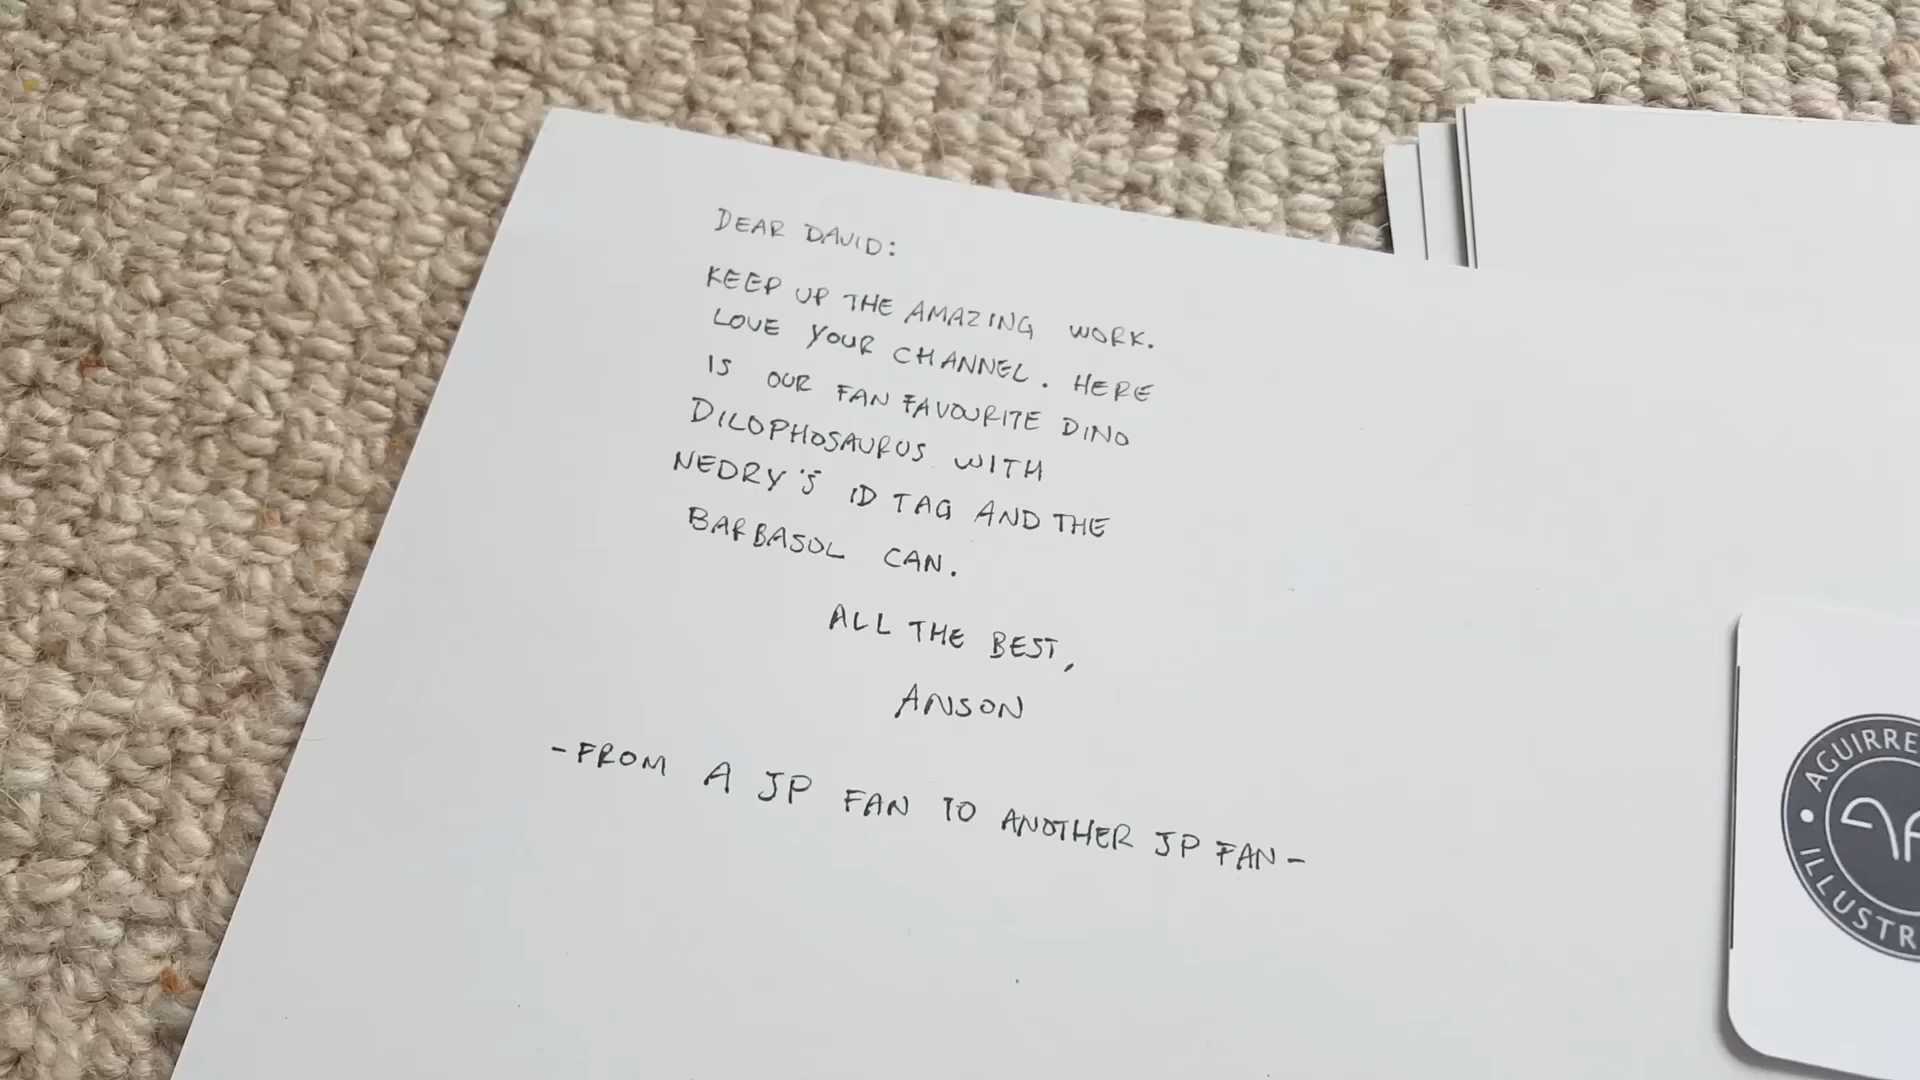 DEAR DAVID:
KEEP UP THE AMAZING WORK.
LOVE YOUR CHANNEL. HERE
IS OUR FAN FAVOURITE DINO
DILOPHOSAURUS WITH
NEDRY'S ID TAG AND THE
BARBASOL CAN.
ALL THE BEST,
ANSON
-FROM A JP FAN TO ANOTHER JP FAN-
AGUIRRE
ILLUSTR